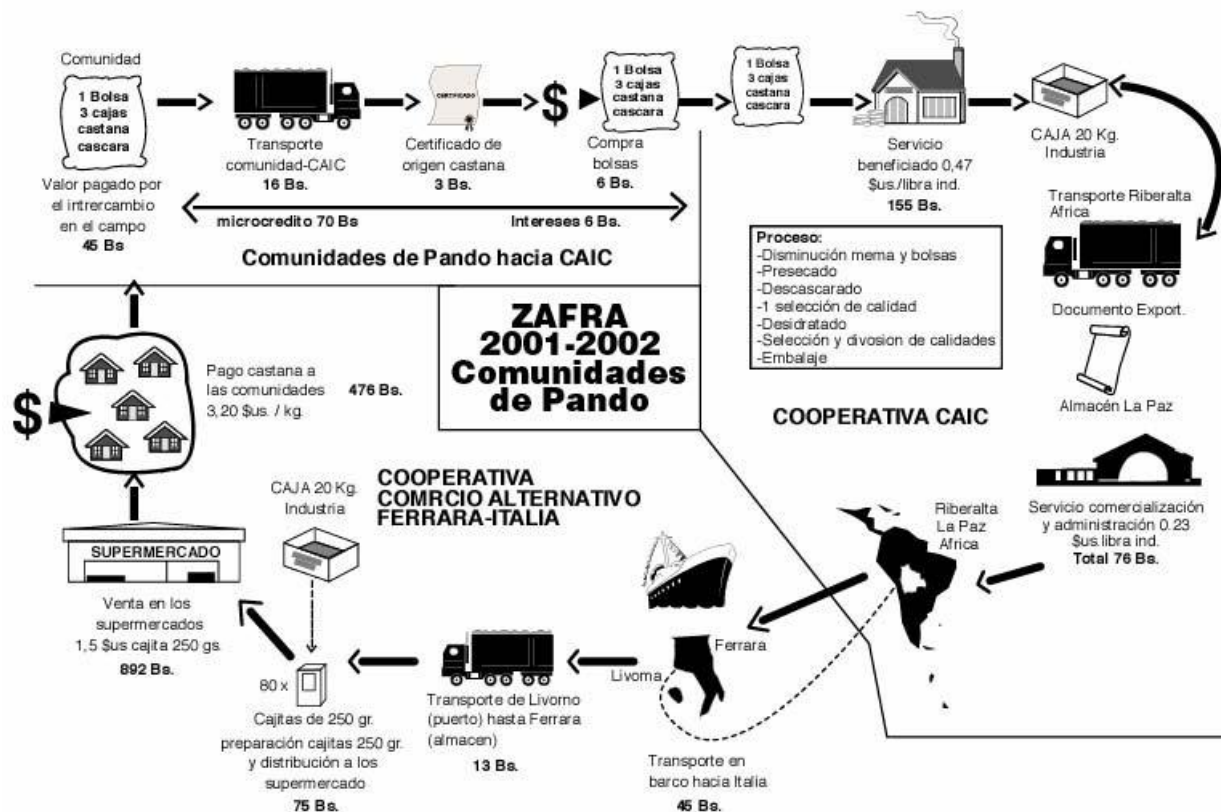 Comunidad
1 Bolsa
3 cajas
castana
cascara
Valor pagado por
el intrercambio
en el campo
45 Bs
Transporte
comunidad-CAIC
16 Bs.
CERTIFICADO
Certificado de
origen castana
3 Bs.
$
1 Bolsa
3 cajas
castana
cascara
Compra
bolsas
6 Bs.
1 Bolsa
3 cajas
castana
cascara
Servicio
beneficiado 0,47
$us./libra ind.
155 Bs.
CAJA 20 Kg.
Industria
microcredito 70 Bs
Intereses 6 Bs.
Comunidades de Pando hacia CAIC
Transporte Riberalta
Africa
Documento Export.
Almacén La Paz
Servicio comercialización
y administración 0.23
$us.libra ind.
Total 76 Bs.
Proceso:
-Disminución mema y bolsas
-Presecado
-Descascarado
-1 selección de calidad
-Desidratado
-Selección y divosion de calidades
-Embalaje
COOPERATIVA CAIC
ZAFRA
2001-2002
Comunidades
de Pando
$
Pago castana a
las comunidades
3,20 $us. / kg.
476 Bs.
COOPERATIVA
COMRCIO ALTERNATIVO
FERRARA-ITALIA
CAJA 20 Kg.
Industria
SUPERMERCADO
Venta en los
supermercados
1,5 $us cajita 250 gs.
892 Bs.
80 x
Cajitas de 250 gr.
preparación cajitas 250 gr.
y distribución a los
supermercado
75 Bs.
Transporte de Livorno
(puerto) hasta Ferrara
(almacen)
13 Bs.
Livoma
Ferrara
Transporte en
barco hacia Italia
45 Bs.
Riberalta
La Paz
Africa